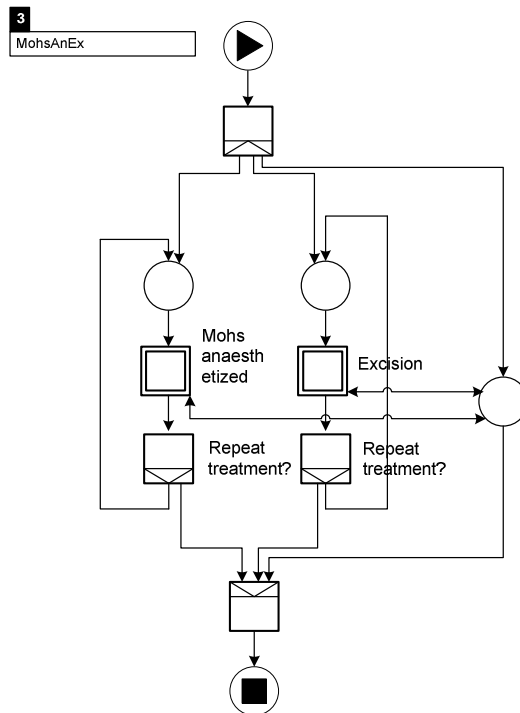 3
MohsAnEx
Mohs
anaesth
etized
Excision
Repeat
treatment?
Repeat
treatment?